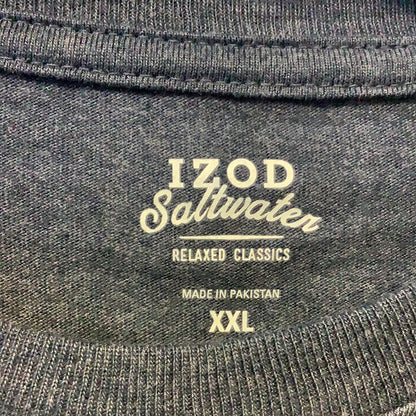 IZOD
Saltwater
RELAXED CLASSICS
MADE IN PAKISTAN
XXL